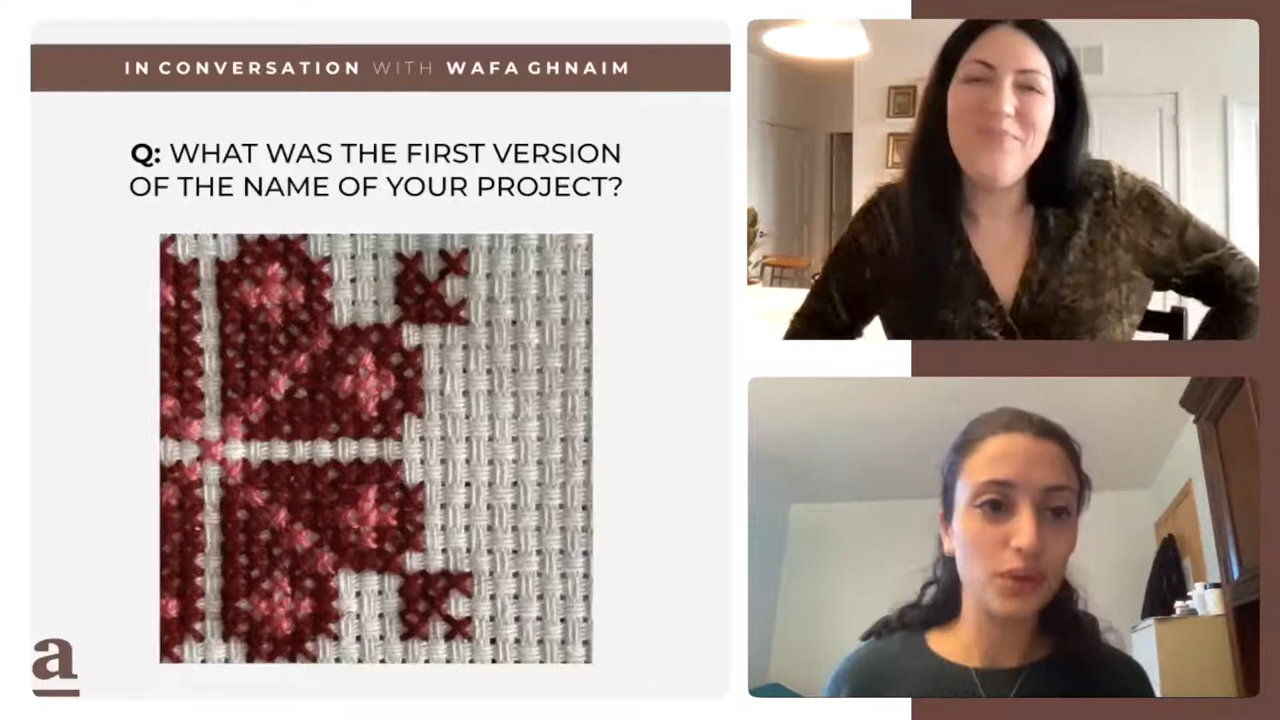 IN CONVERSATION WITH WAFA GHNAIM
Q: WHAT WAS THE FIRST VERSION
OF THE NAME OF YOUR PROJECT?
a